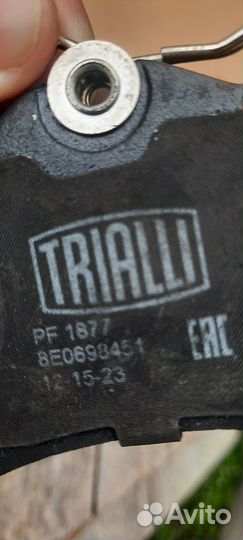 TRIALLI
PF 1877
8E0698451
EAC
12-15-23
Avito